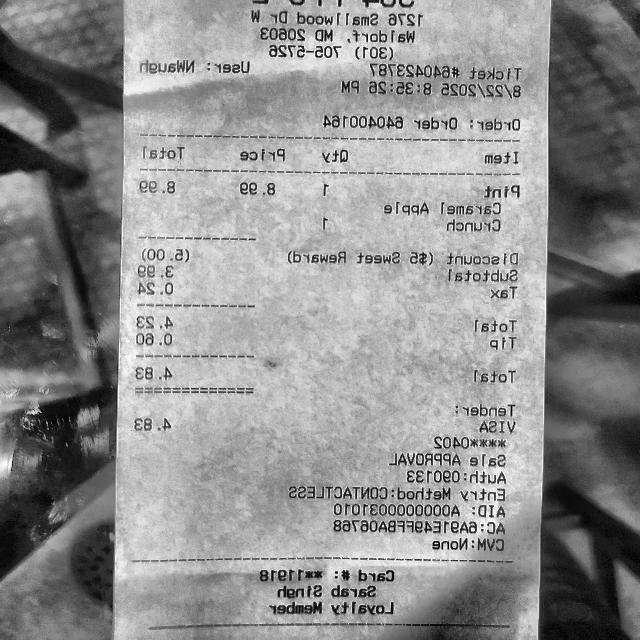 1276 Smallwood Dr W
Waldorf, MD 20603
(301) 705-5726
Ticket #640423787 User: NWaugh
8/22/2025 8:35:26 PM
Order: Order 640400164
Item Qty Price Total
Pint 1 8.99 8.99
Caramel Apple
Crunch 1
Discount ($5 Sweet Reward) (5.00)
Subtotal 3.99
Tax 0.24
Total 4.23
Tip 0.60
Total 4.83
Tender:
VISA 4.83
****0402
Sale APPROVAL
Auth:090133
Entry Method:CONTACTLESS
AID: A0000000031010
AC:6A91E49FFBA06768
CVM:None
Card #: **11918
Sarab Singh
Loyalty Member